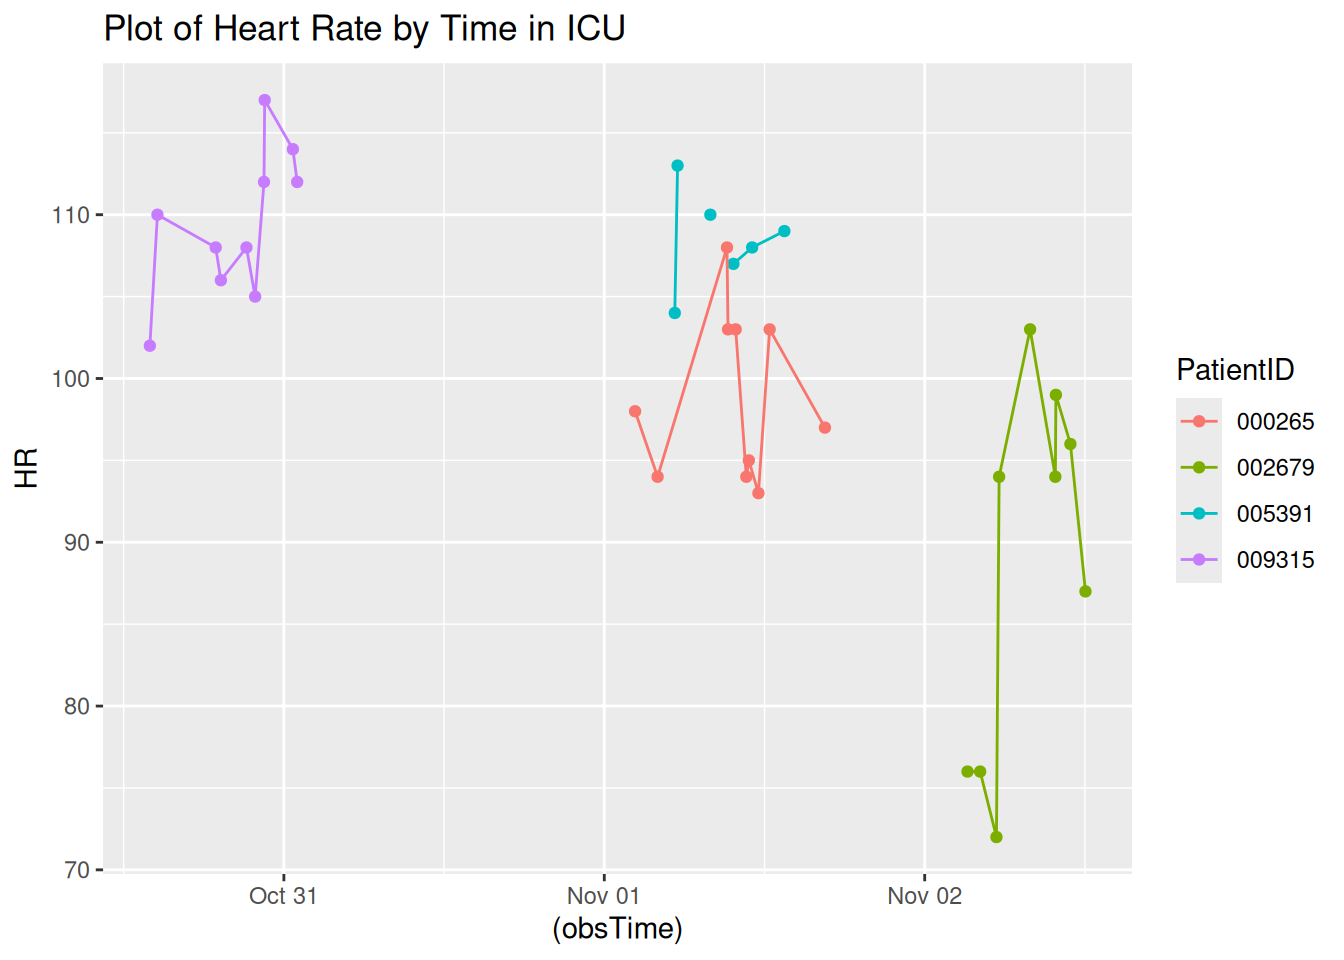 Plot of Heart Rate by Time in ICU
HR
110
100
90
80
70
Oct 31
Nov 01
Nov 02
(obsTime)
PatientID
000265
002679
005391
009315